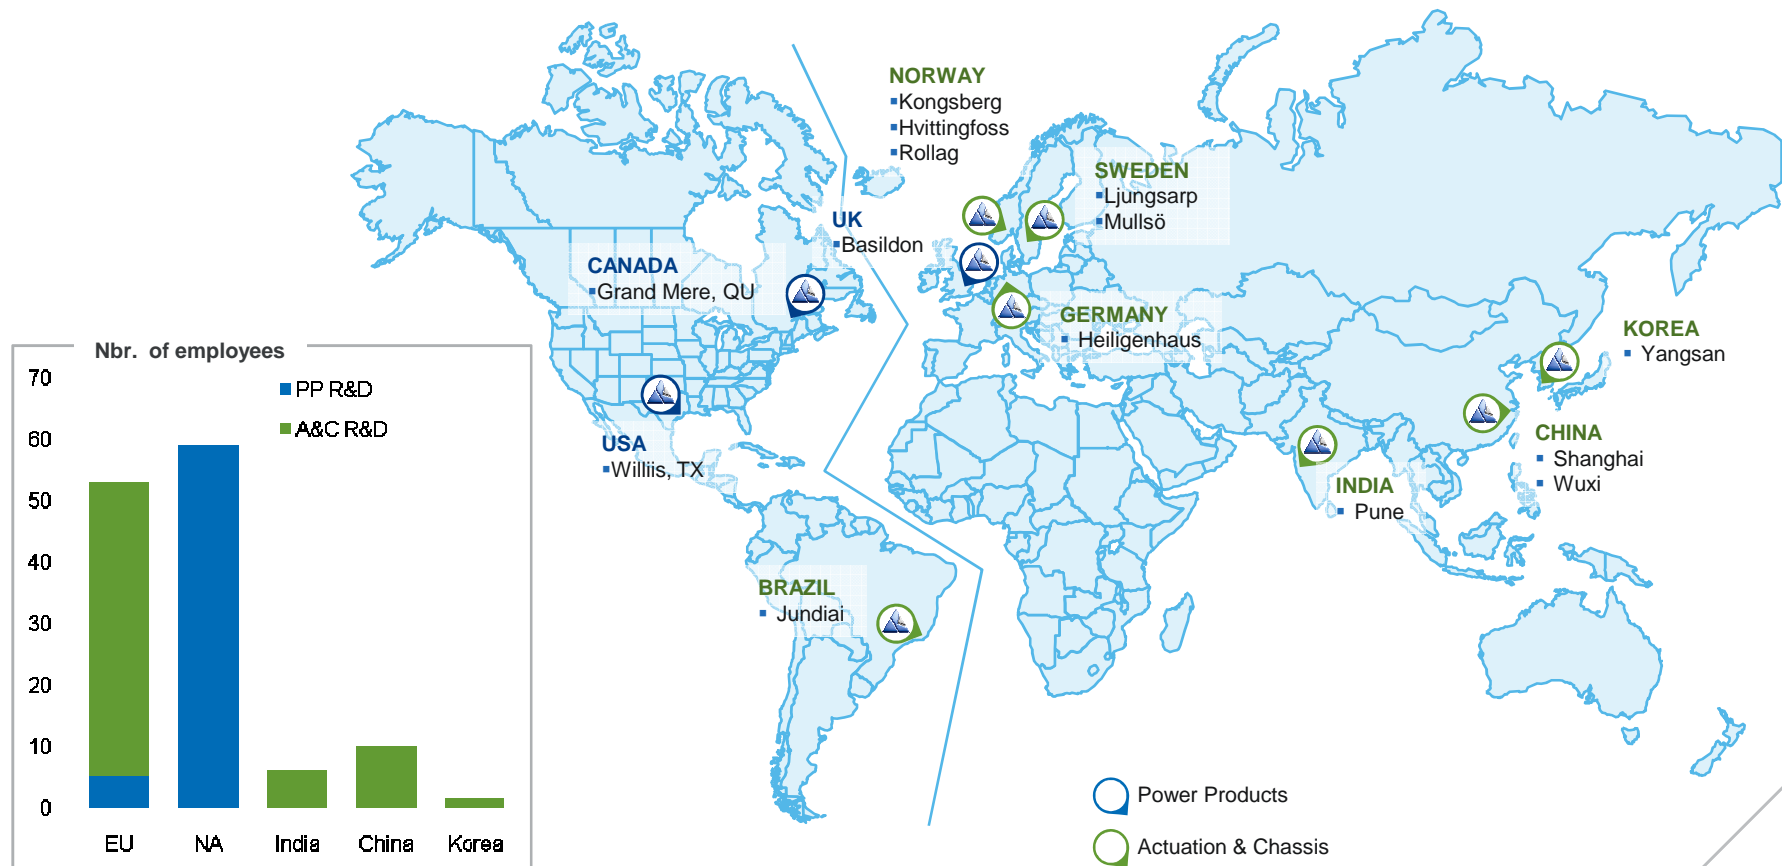 NORWAY
▪Kongsberg
▪Hvittingfoss
▪Rollag
SWEDEN
▪Ljungsarp
▪Mullsö
UK
▪Basildon
CANADA
▪Grand Mere, QU
GERMANY
▪ Heiligenhaus
KOREA
▪ Yangsan
USA
▪Williis, TX
CHINA
▪ Shanghai
▪ Wuxi
INDIA
▪ Pune
BRAZIL
▪ Jundiai
Nbr. of employees
70
60
50
40
30
20
10
0
PP R&D
A&C R&D
EU NA India China Korea
Power Products
Actuation & Chassis